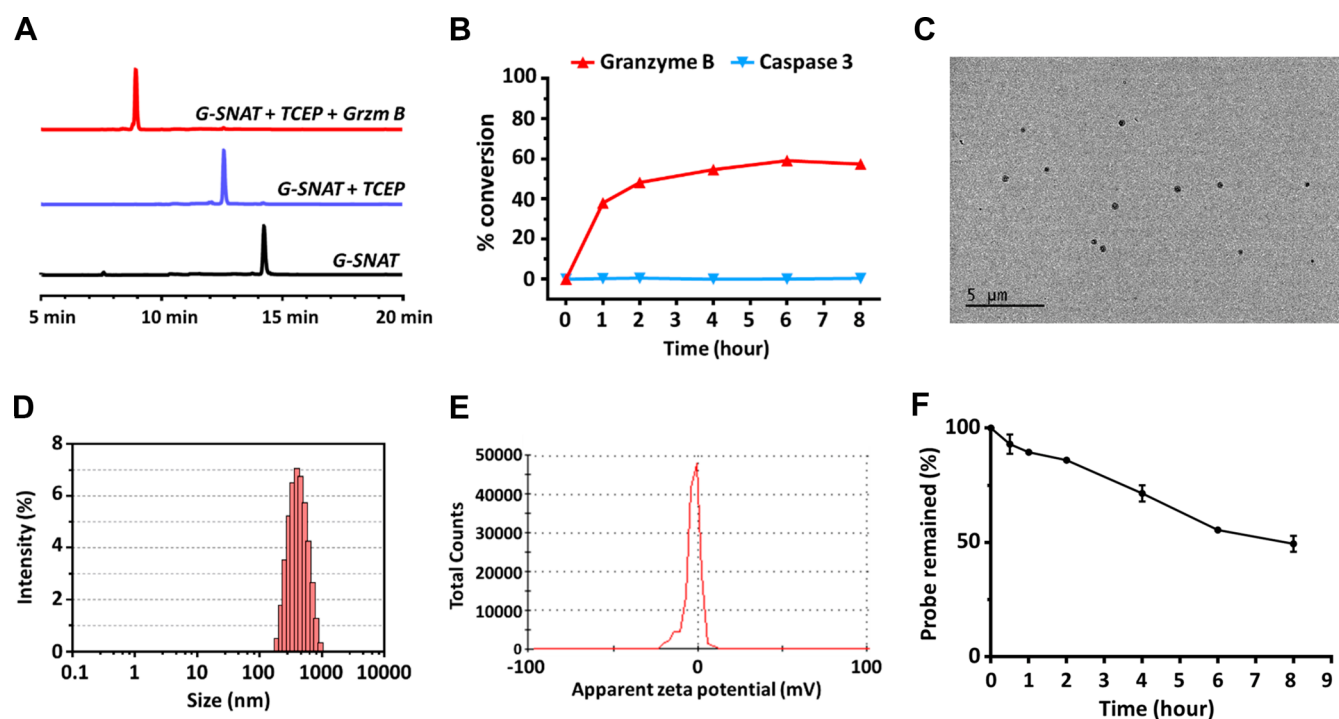 A
G-SNAT + TCEP + Grzm B
G-SNAT + TCEP
G-SNAT
5 min 10 min 15 min 20 min
B
Granzyme B Caspase 3
% conversion
100
80
60
40
20
0
0 1 2 3 4 5 6 7 8
Time (hour)
C
5 μm
D
Intensity (%)
8
6
4
2
0
0.1 1 10 100 1000 10000
Size (nm)
E
Total Counts
50000
40000
30000
20000
10000
0
-100 0 100
Apparent zeta potential (mV)
F
Probe remained (%)
100
50
0
0 1 2 3 4 5 6 7 8 9
Time (hour)